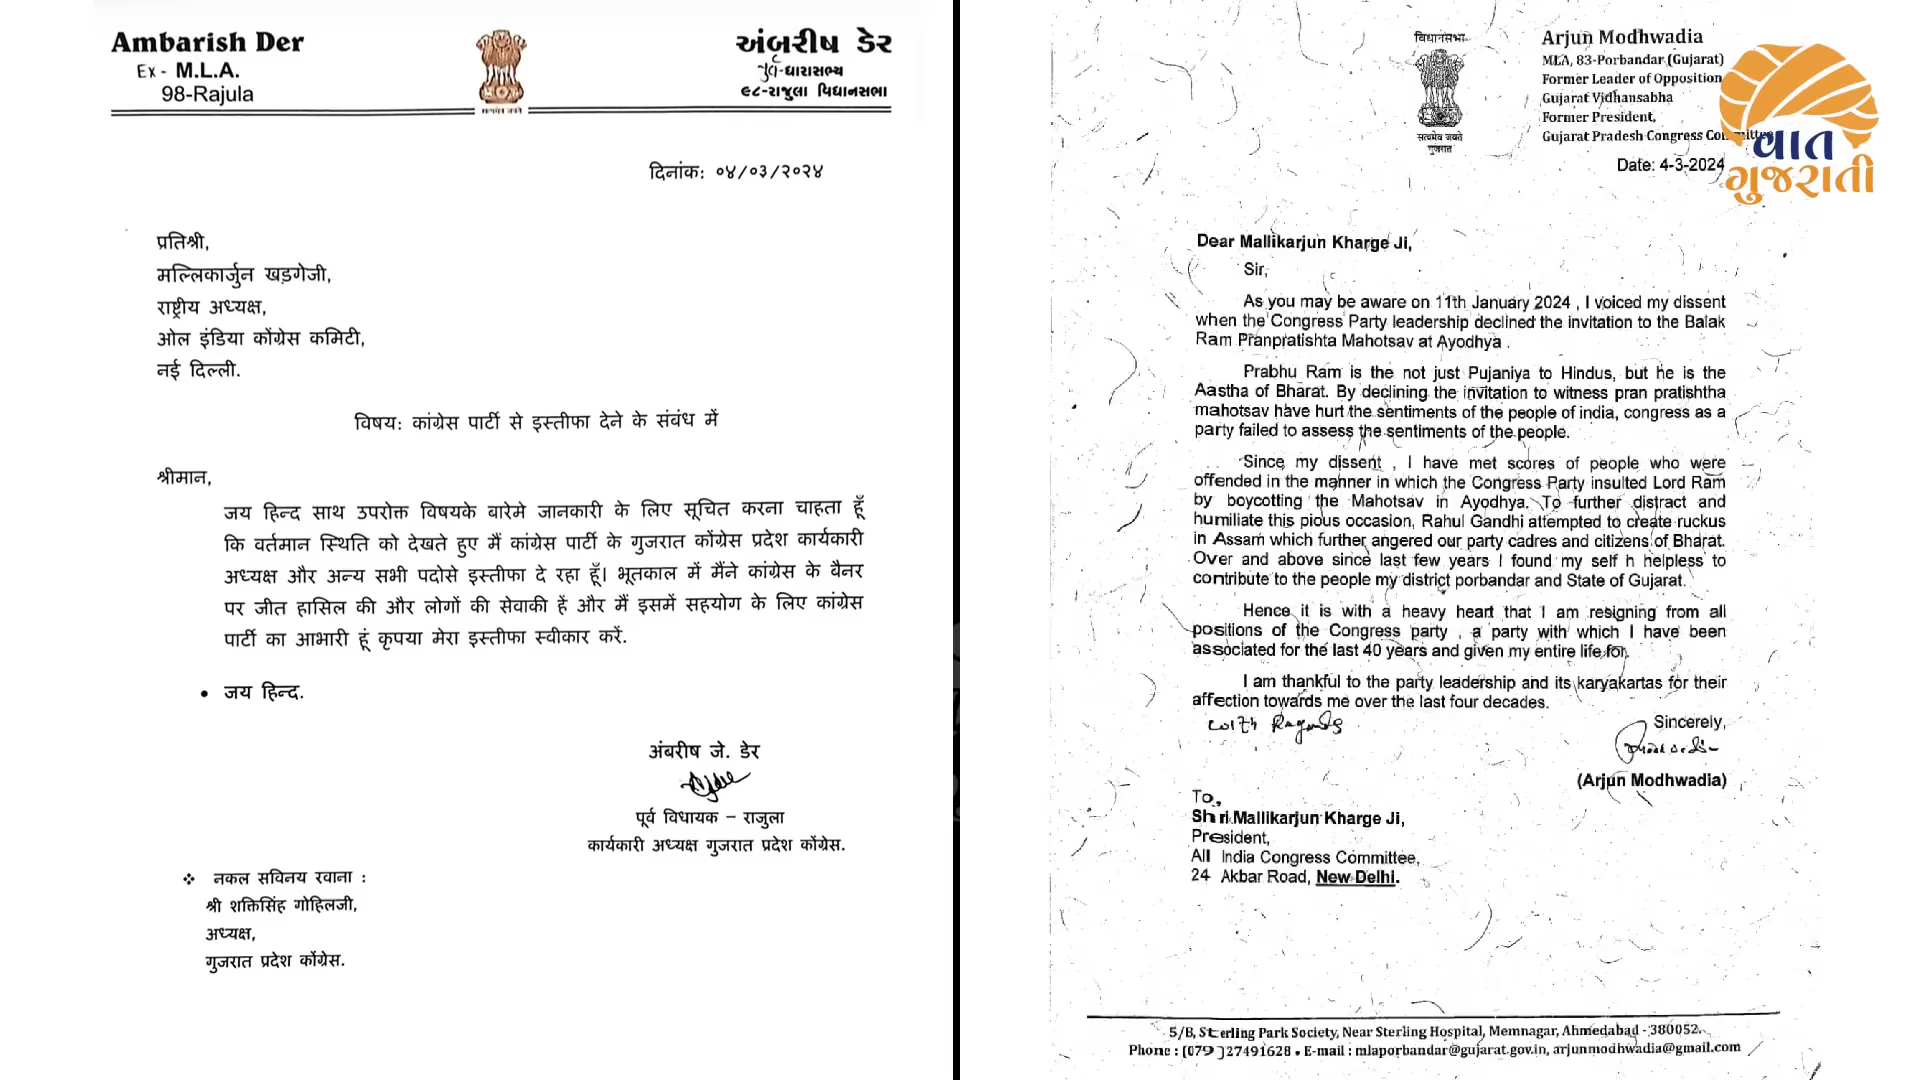 Ambarish Der
Ex - M.L.A.
98-Rajula
અંબરીષ ડેર
પુર્વ-ધારાસભ્ય
૯૮-રાજુલા વિધાનસભા
सत्यमेव जयते
दिनांक: ०४/०३/२०२४
प्रतिश्री,
मल्लिकार्जुन खड़गेजी,
राष्ट्रीय अध्यक्ष,
ओल इंडिया कोंग्रेस कमिटी,
नई दिल्ली.
विषय: कांग्रेस पार्टी से इस्तीफा देने के संबंध में
श्रीमान,
जय हिन्द साथ उपरोक्त विषयके बारेमे जानकारी के लिए सूचित करना चाहता हूँ
कि वर्तमान स्थिति को देखते हुए मैं कांग्रेस पार्टी के गुजरात कोंग्रेस प्रदेश कार्यकारी
अध्यक्ष और अन्य सभी पदोसे इस्तीफा दे रहा हूँ। भूतकाल में मैंने कांग्रेस के बैनर
पर जीत हासिल की और लोगों की सेवाकी हें और मैं इसमें सहयोग के लिए कांग्रेस
पार्टी का आभारी हूं कृपया मेरा इस्तीफा स्वीकार करें.
• जय हिन्द.
अंबरीष जे. डेर
पूर्व विधायक – राजुला
कार्यकारी अध्यक्ष गुजरात प्रदेश कोंग्रेस.
❖ नकल सविनय रवाना :
श्री शक्तिसिंह गोहिलजी,
अध्यक्ष,
गुजरात प्रदेश कोंग्रेस.
विधानसभा
सत्यमेव जयते
गुजरात
Arjun Modhwadia
MLA, 83-Porbandar (Gujarat)
Former Leader of Opposition
Gujarat Vidhansabha
Former President,
Gujarat Pradesh Congress Committee
વાત
ગુજરાતી
Date: 4-3-2024
Dear Mallikarjun Kharge Ji,
Sir,
As you may be aware on 11th January 2024 , I voiced my dissent
when the Congress Party leadership declined the invitation to the Balak
Ram Pranpratishta Mahotsav at Ayodhya .
Prabhu Ram is the not just Pujaniya to Hindus, but he is the
Aastha of Bharat. By declining the invitation to witness pran pratishtha
mahotsav have hurt the sentiments of the people of india, congress as a
party failed to assess the sentiments of the people.
Since my dissent , I have met scores of people who were
offended in the manner in which the Congress Party insulted Lord Ram
by boycotting the Mahotsav in Ayodhya. To further distract and
humiliate this pious occasion, Rahul Gandhi attempted to create ruckus
in Assam which further angered our party cadres and citizens of Bharat.
Over and above since last few years I found my self h helpless to
contribute to the people my district porbandar and State of Gujarat.
Hence it is with a heavy heart that I am resigning from all
positions of the Congress party , a party with which I have been
associated for the last 40 years and given my entire life for.
I am thankful to the party leadership and its karyakartas for their
affection towards me over the last four decades.
with Regards
Sincerely,
(Arjun Modhwadia)
To,
Shri Mallikarjun Kharge Ji,
President,
All India Congress Committee,
24 Akbar Road, New Delhi.
5/B, Sterling Park Society, Near Sterling Hospital, Memnagar, Ahmedabad - 380052.
Phone : (079) 27491628 • E-mail : mlaporbandar@gujarat.gov.in, arjunmodhwadia@gmail.com